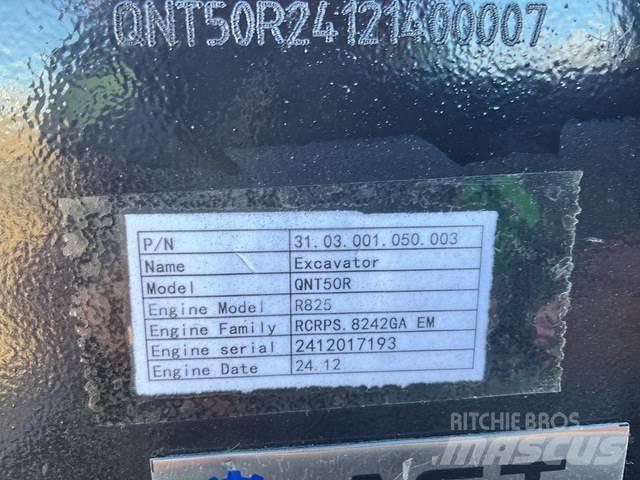 QNT50R24121400007
P/N 31.03.001.050.003
Name Excavator
Model QNT50R
Engine Model R825
Engine Family RCRPS.8242GA EM
Engine serial 2412017193
Engine Date 24.12
RITCHIE BROS.
MASCUS